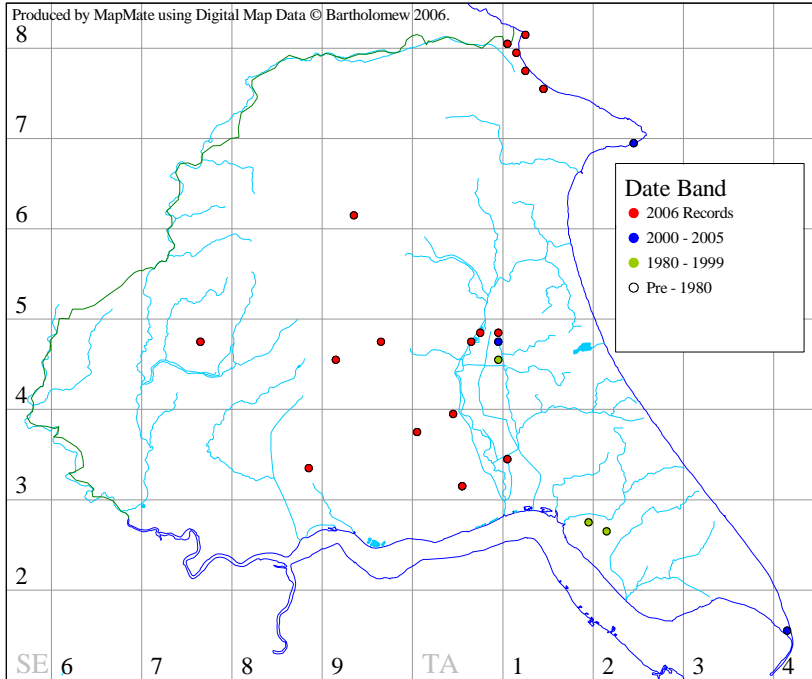 Produced by MapMate using Digital Map Data © Bartholomew 2006.
8
7
6
5
4
3
2
Date Band
2006 Records
2000 - 2005
1980 - 1999
Pre - 1980
SE 6 7 8 9 TA 1 2 3 4